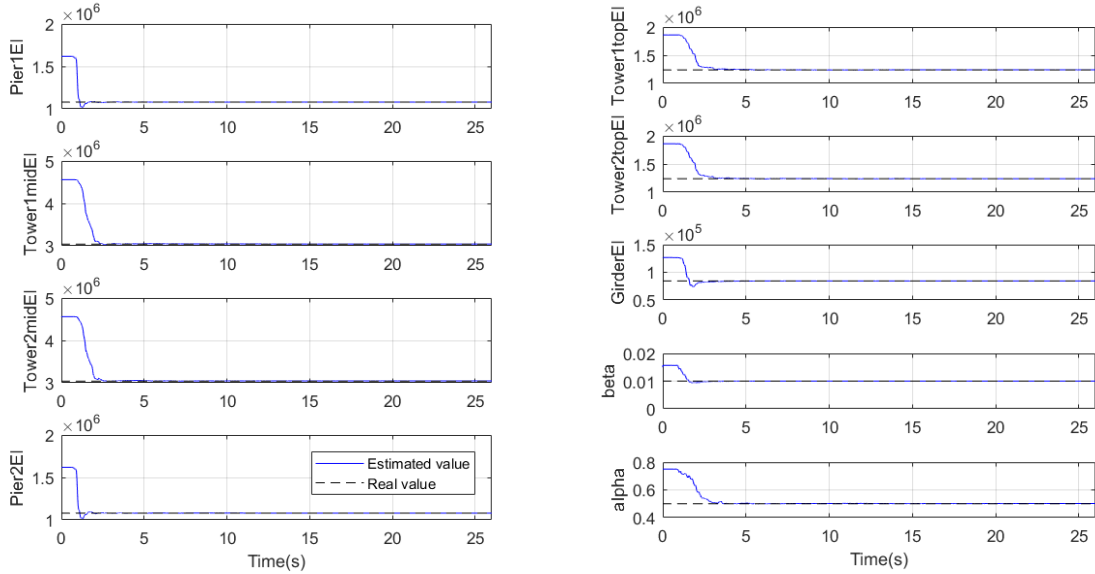 ×10^6
2
1.5
1
Pier1EI
0 5 10 15 20 25
×10^6
5
4
3
Tower1midEI
0 5 10 15 20 25
×10^6
5
4
3
Tower2midEI
0 5 10 15 20 25
×10^6
2
1.5
1
Pier2EI
Estimated value
Real value
0 5 10 15 20 25
Time(s)
×10^6
2
1.5
1
Tower1topEI
0 5 10 15 20 25
×10^6
2
1.5
1
Tower2topEI
0 5 10 15 20 25
×10^5
1.5
1
0.5
GirderEI
0 5 10 15 20 25
0.02
0.01
0
beta
0 5 10 15 20 25
0.8
0.6
0.4
alpha
0 5 10 15 20 25
Time(s)